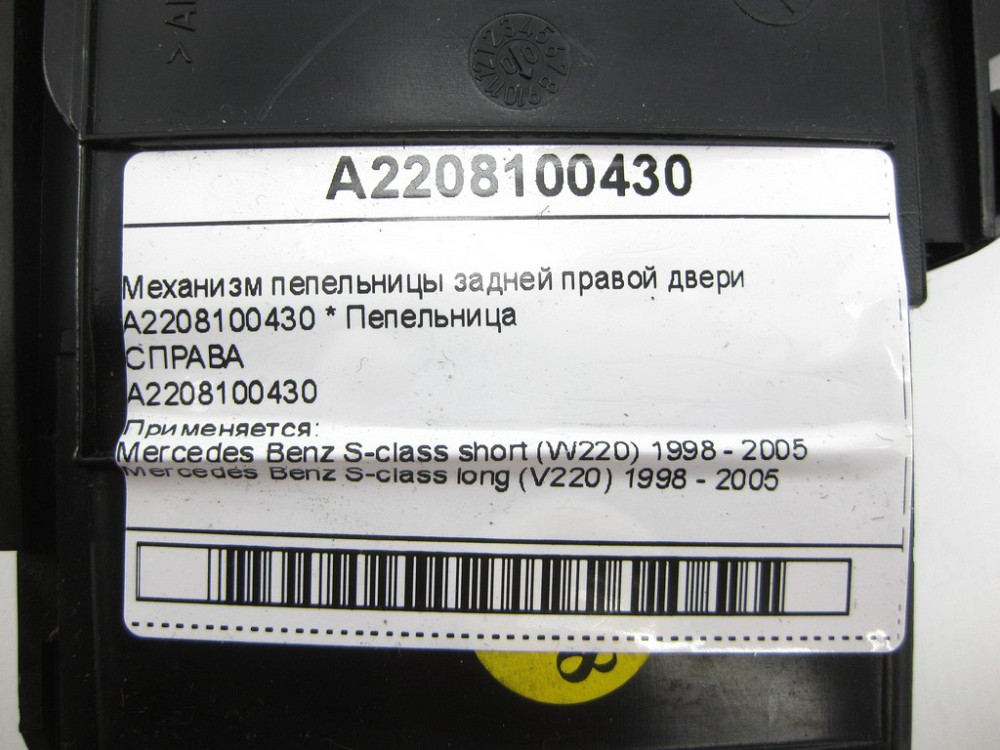 A2208100430
Механизм пепельницы задней правой двери
A2208100430 * Пепельница
СПРАВА
A2208100430
Применяется:
Mercedes Benz S-class short (W220) 1998 - 2005
Mercedes Benz S-class long (V220) 1998 - 2005